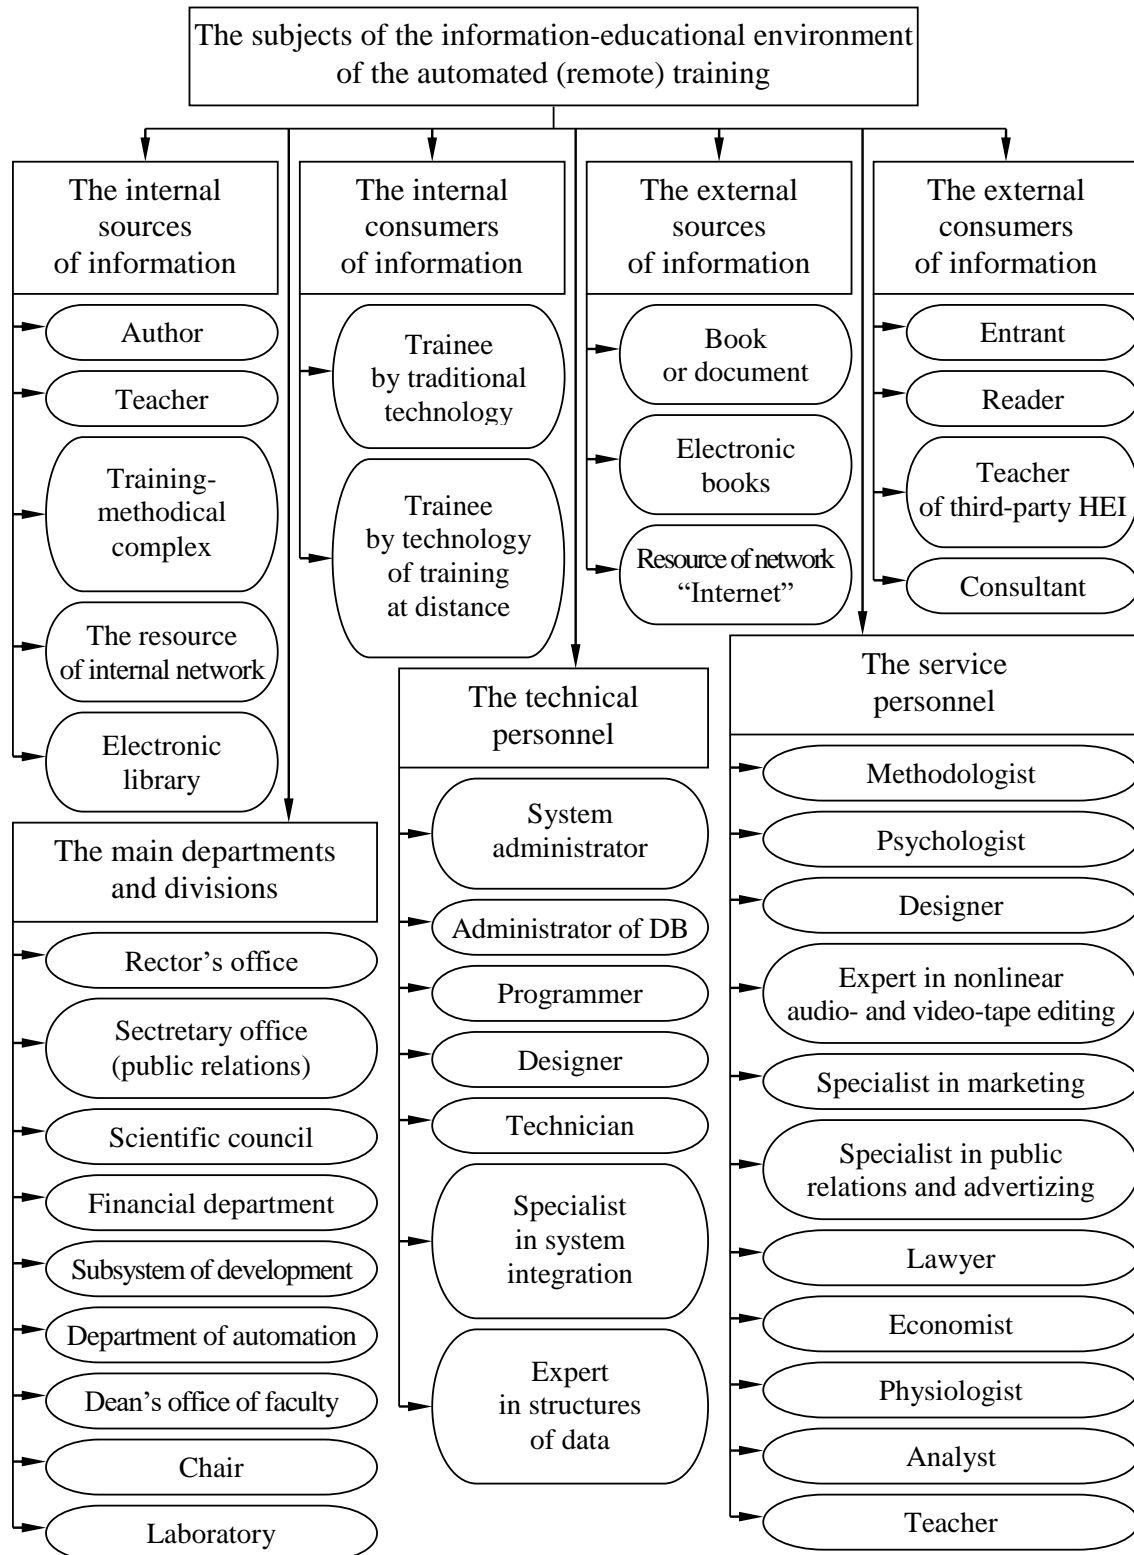 The subjects of the information-educational environment
of the automated (remote) training
The internal
sources
of information
Author
Teacher
Training-
methodical
complex
The resource
of internal network
Electronic
library
The internal
consumers
of information
Trainee
by traditional
technology
Trainee
by technology
of training
at distance
The external
sources
of information
Book
or document
Electronic
books
Resource of network
“Internet”
The external
consumers
of information
Entrant
Reader
Teacher
of third-party HEI
Consultant
The main departments
and divisions
Rector’s office
Sectretary office
(public relations)
Scientific council
Financial department
Subsystem of development
Department of automation
Dean’s office of faculty
Chair
Laboratory
The technical
personnel
System
administrator
Administrator of DB
Programmer
Designer
Technician
Specialist
in system
integration
Expert
in structures
of data
The service
personnel
Methodologist
Psychologist
Designer
Expert in nonlinear
audio- and video-tape editing
Specialist in marketing
Specialist in public
relations and advertizing
Lawyer
Economist
Physiologist
Analyst
Teacher